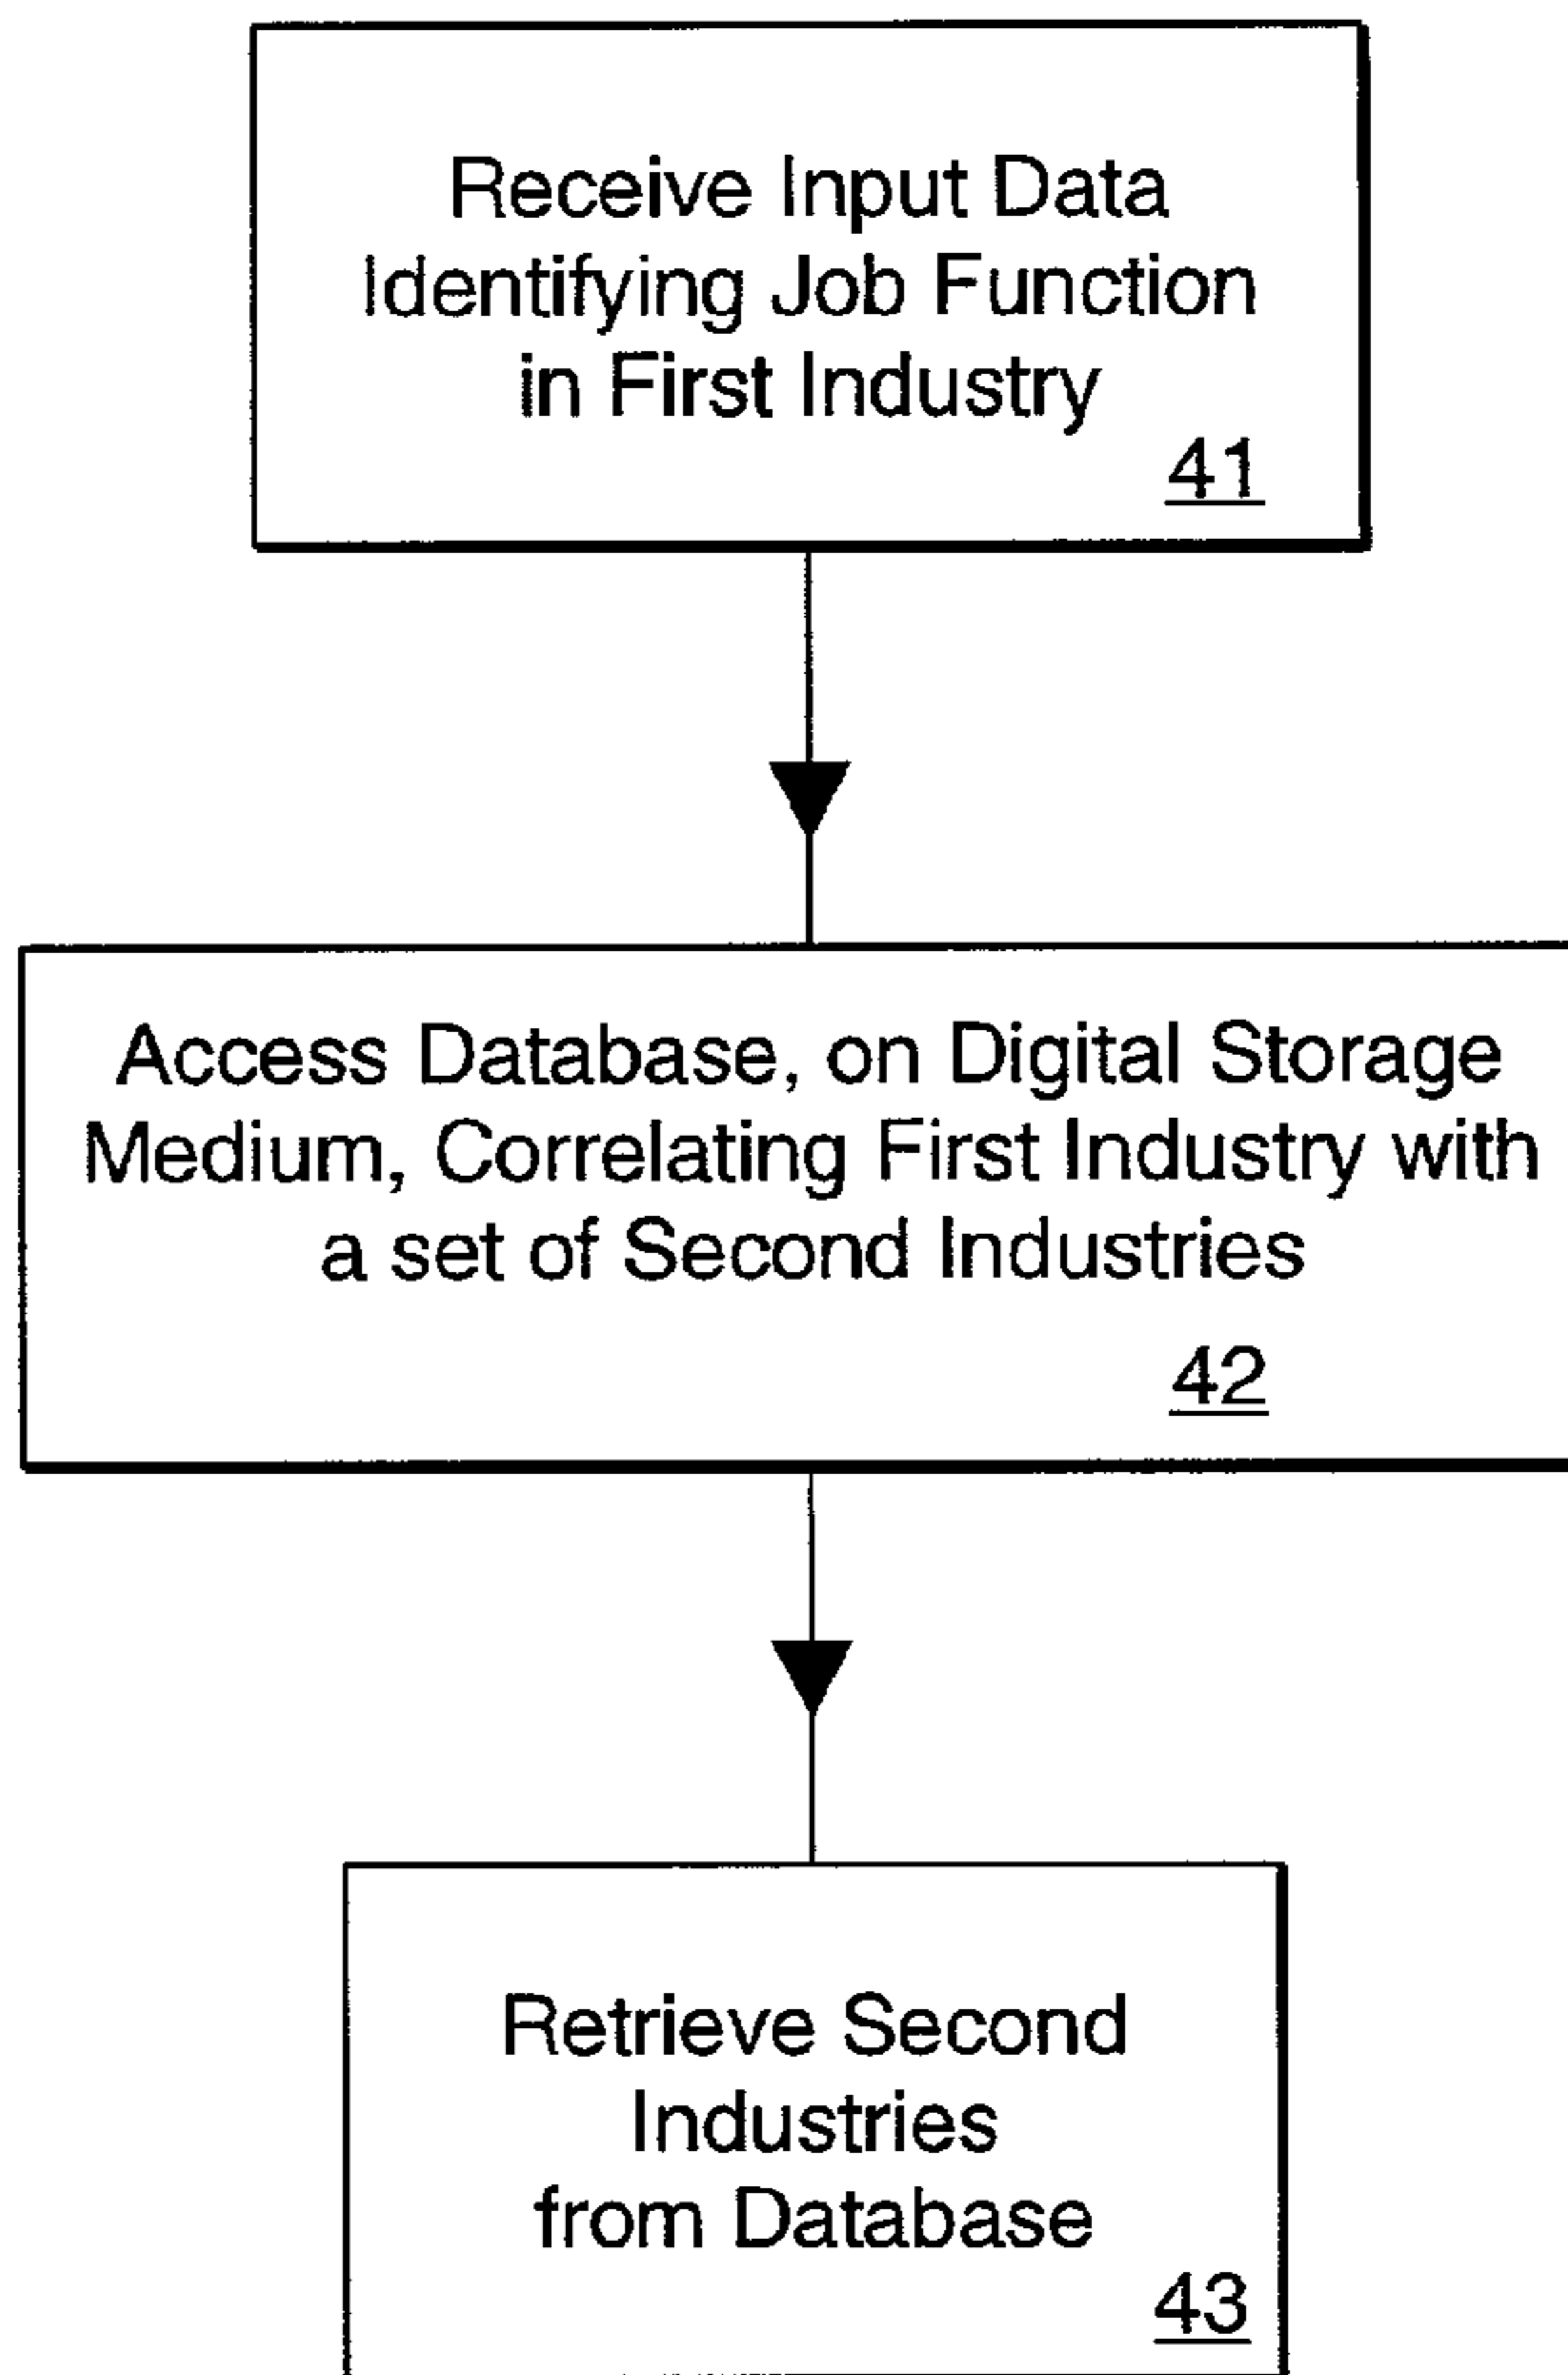 Receive Input Data
Identifying Job Function
in First Industry
41
Access Database, on Digital Storage
Medium, Correlating First Industry with
a set of Second Industries
42
Retrieve Second
Industries
from Database
43